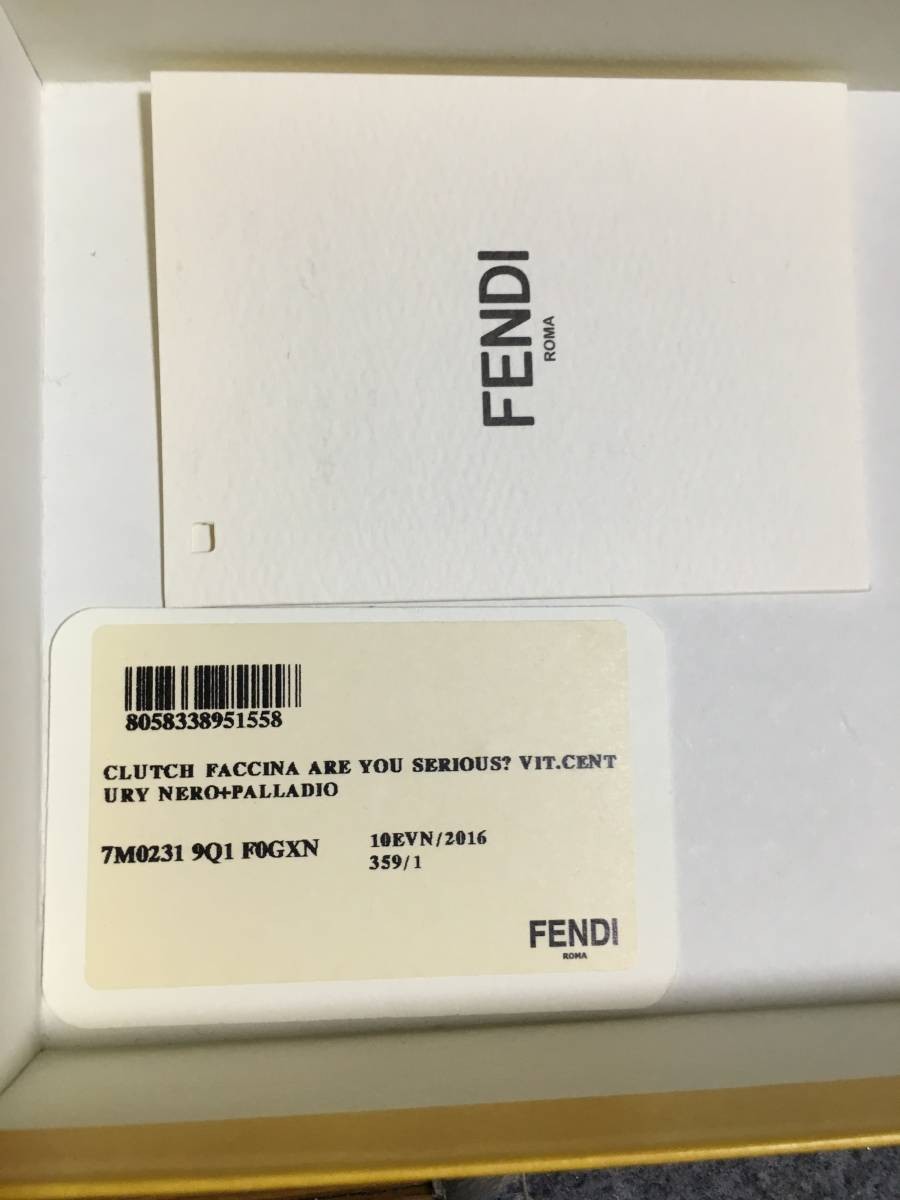 FENDI
ROMA
8058338951558
CLUTCH FACCINA ARE YOU SERIOUS? VIT.CENT
URY NERO+PALLADIO
7M0231 9Q1 F0GXN
10EVN/2016
359/1
FENDI
ROMA